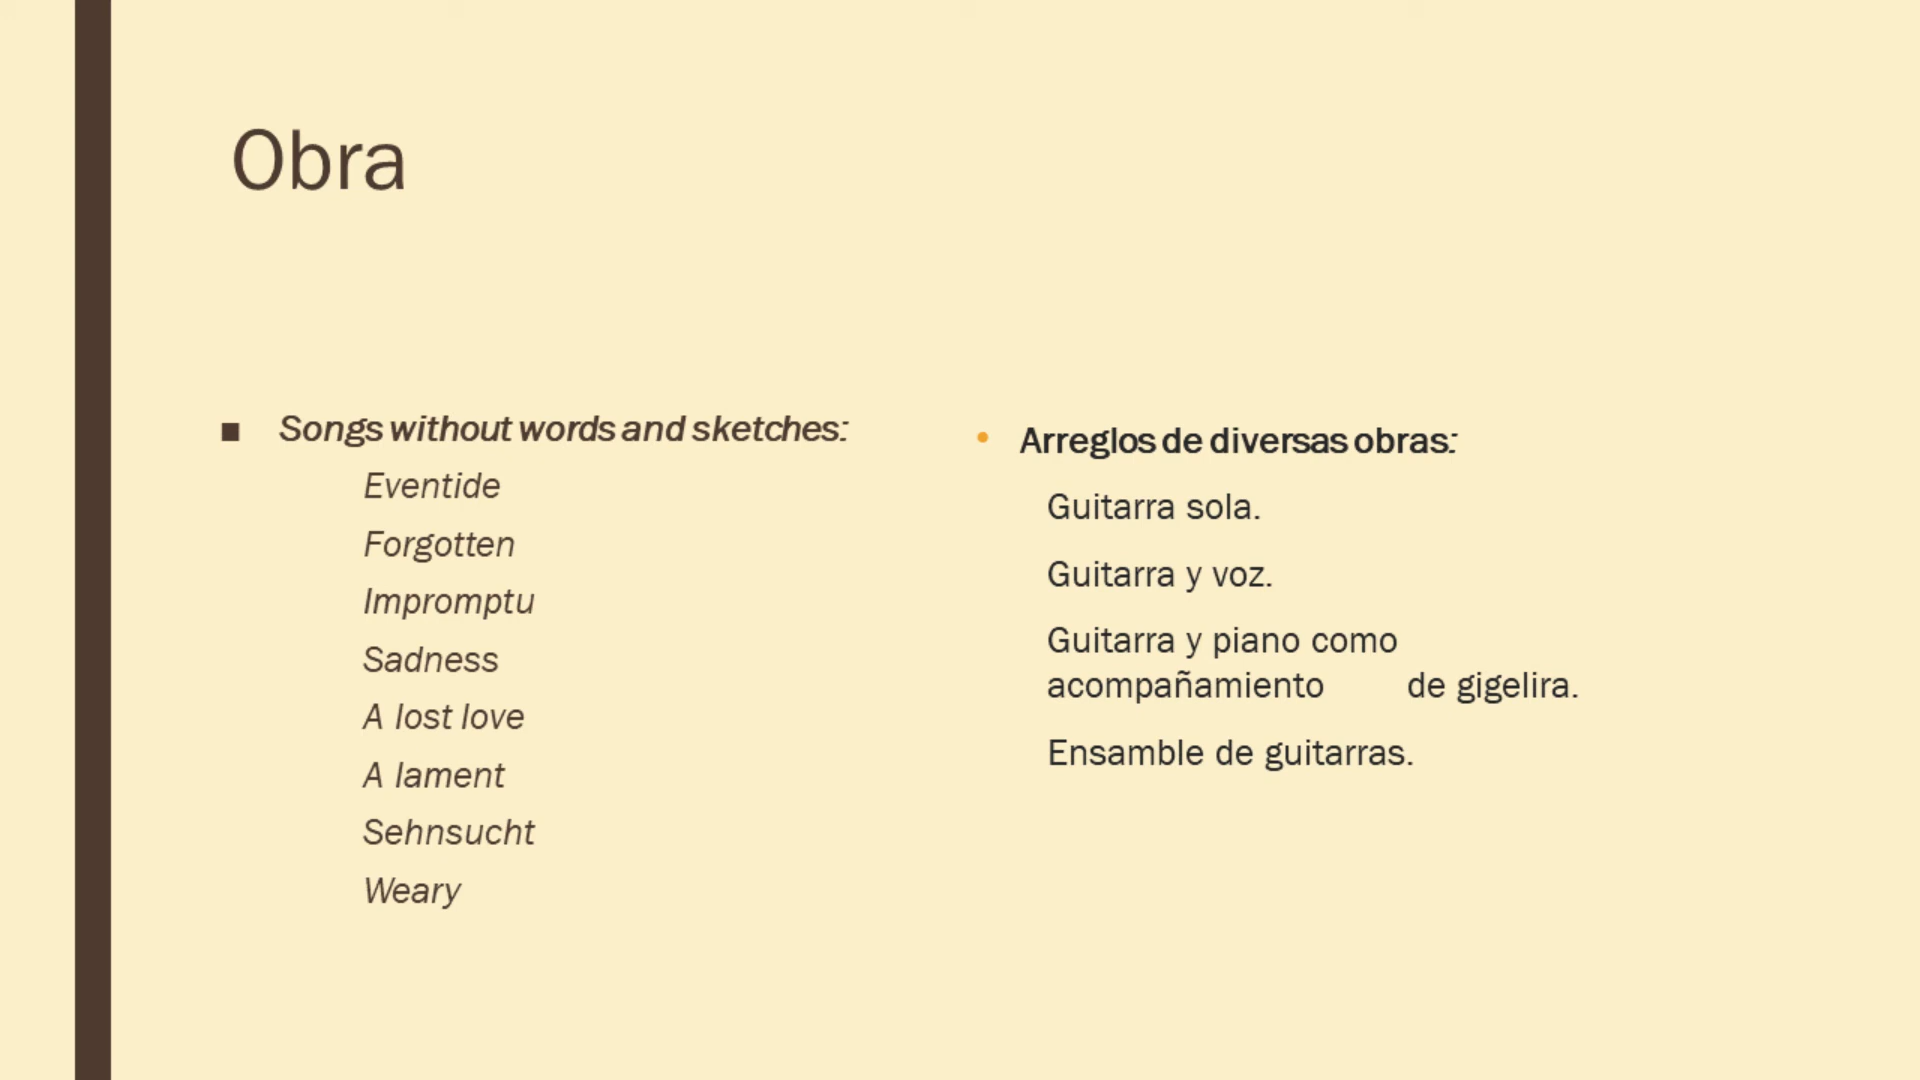 Obra
Songs without words and sketches:
Eventide
Forgotten
Impromptu
Sadness
A lost love
A lament
Sehnsucht
Weary
Arreglos de diversas obras:
Guitarra sola.
Guitarra y voz.
Guitarra y piano como
acompañamiento de gigelira.
Ensamble de guitarras.